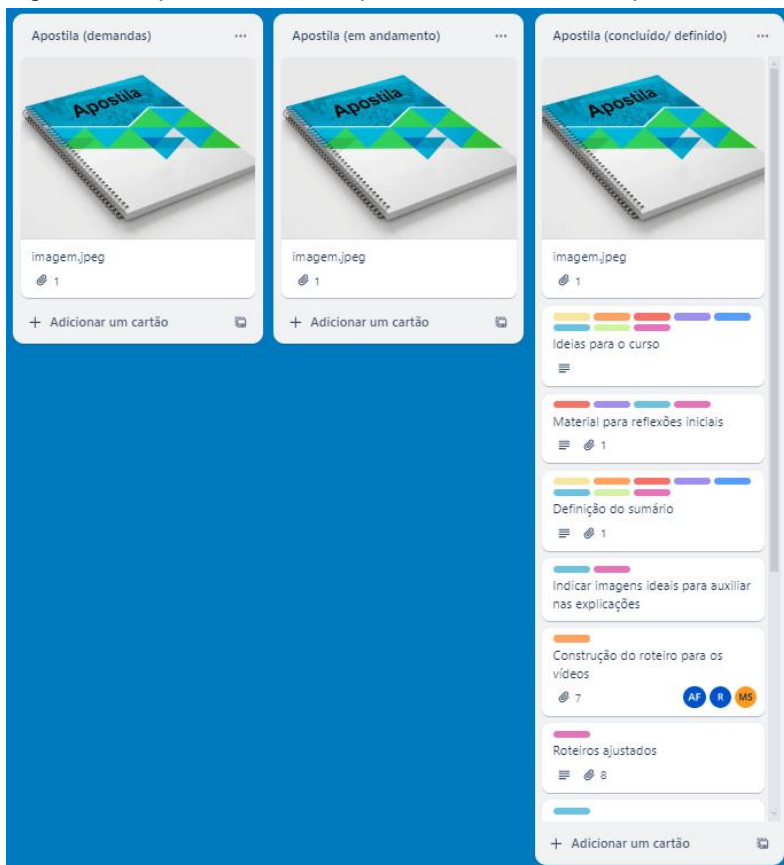 Apostila (demandas)
Apostila
imagem.jpeg
1
+ Adicionar um cartão
Apostila (em andamento)
Apostila
imagem.jpeg
1
+ Adicionar um cartão
Apostila (concluído/ definido)
Apostila
imagem.jpeg
1
Ideias para o curso
Material para reflexões iniciais
1
Definição do sumário
1
Indicar imagens ideais para auxiliar
nas explicações
Construção do roteiro para os
vídeos
7 AF R MS
Roteiros ajustados
8
+ Adicionar um cartão